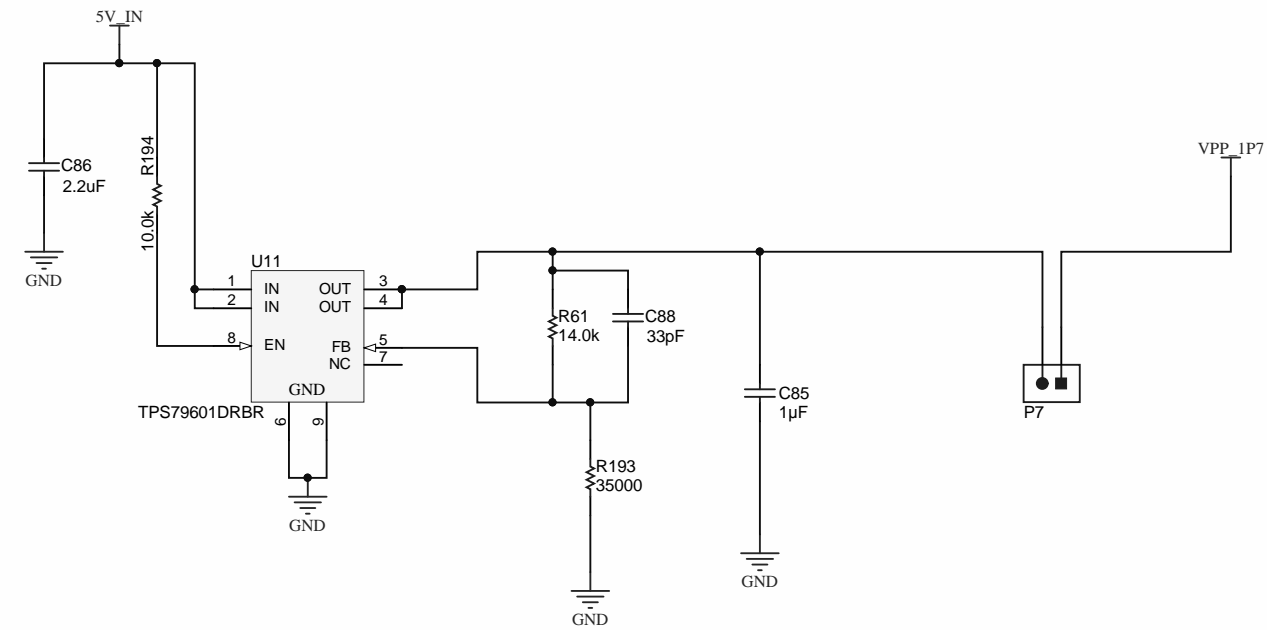 5V_IN
R194
10.0k
C86
2.2uF
GND
VPP_1P7
U11
1
IN
OUT
3
2
IN
OUT
4
8
EN
FB
5
NC
7
GND
TPS79601DRBR
6
9
GND
R61
14.0k
C88
33pF
R193
35000
GND
C85
1µF
GND
P7